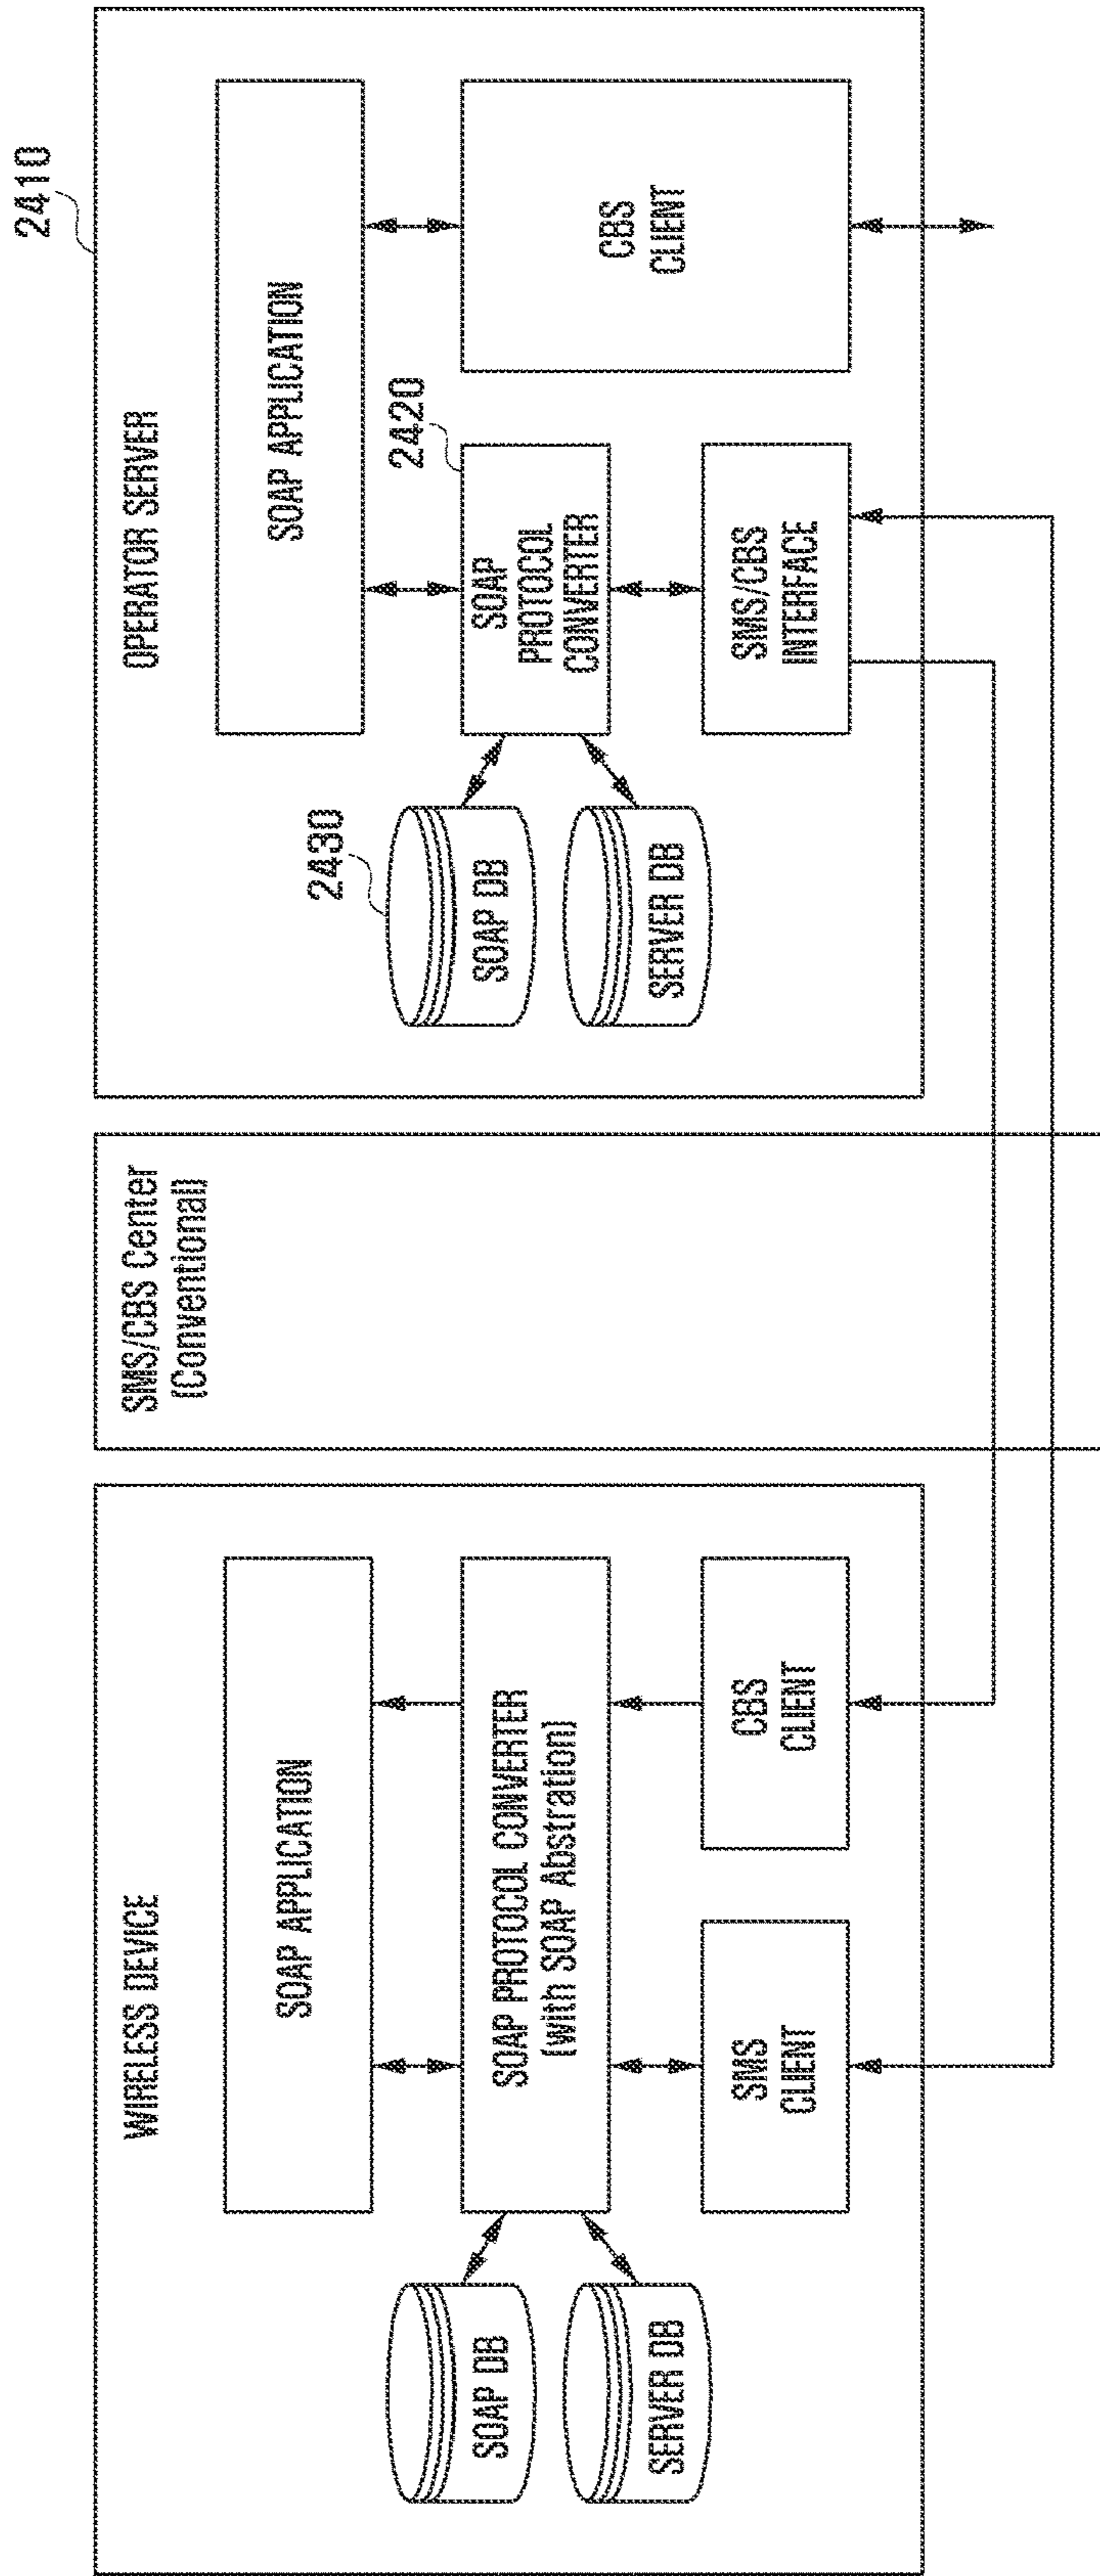 WIRELESS DEVICE
SOAP APPLICATION
SOAP DB
SERVER DB
SOAP PROTOCOL CONVERTER
(with SOAP Abstration)
SMS
CLIENT
CBS
CLIENT
SMS/CBS Center
(Conventional)
2410
OPERATOR SERVER
SOAP APPLICATION
2430
SOAP DB
SERVER DB
2420
SOAP
PROTOCOL
CONVERTER
SMS/CBS
INTERFACE
CBS
CLIENT